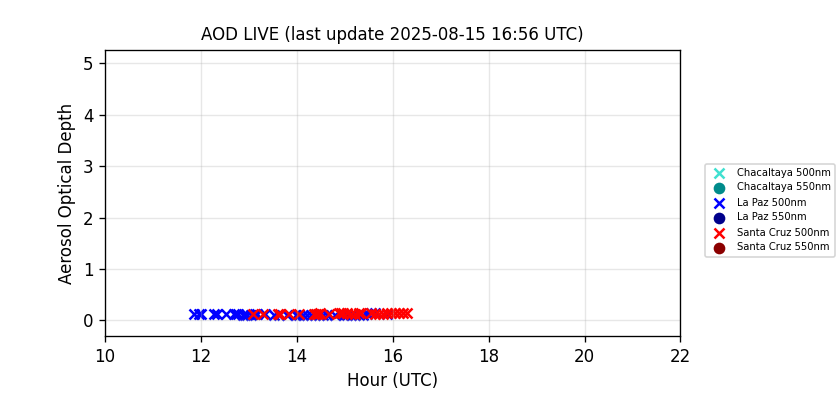 AOD LIVE (last update 2025-08-15 16:56 UTC)
5
4
3
2
1
0
Aerosol Optical Depth
10 12 14 16 18 20 22
Hour (UTC)
Chacaltaya 500nm
Chacaltaya 550nm
La Paz 500nm
La Paz 550nm
Santa Cruz 500nm
Santa Cruz 550nm